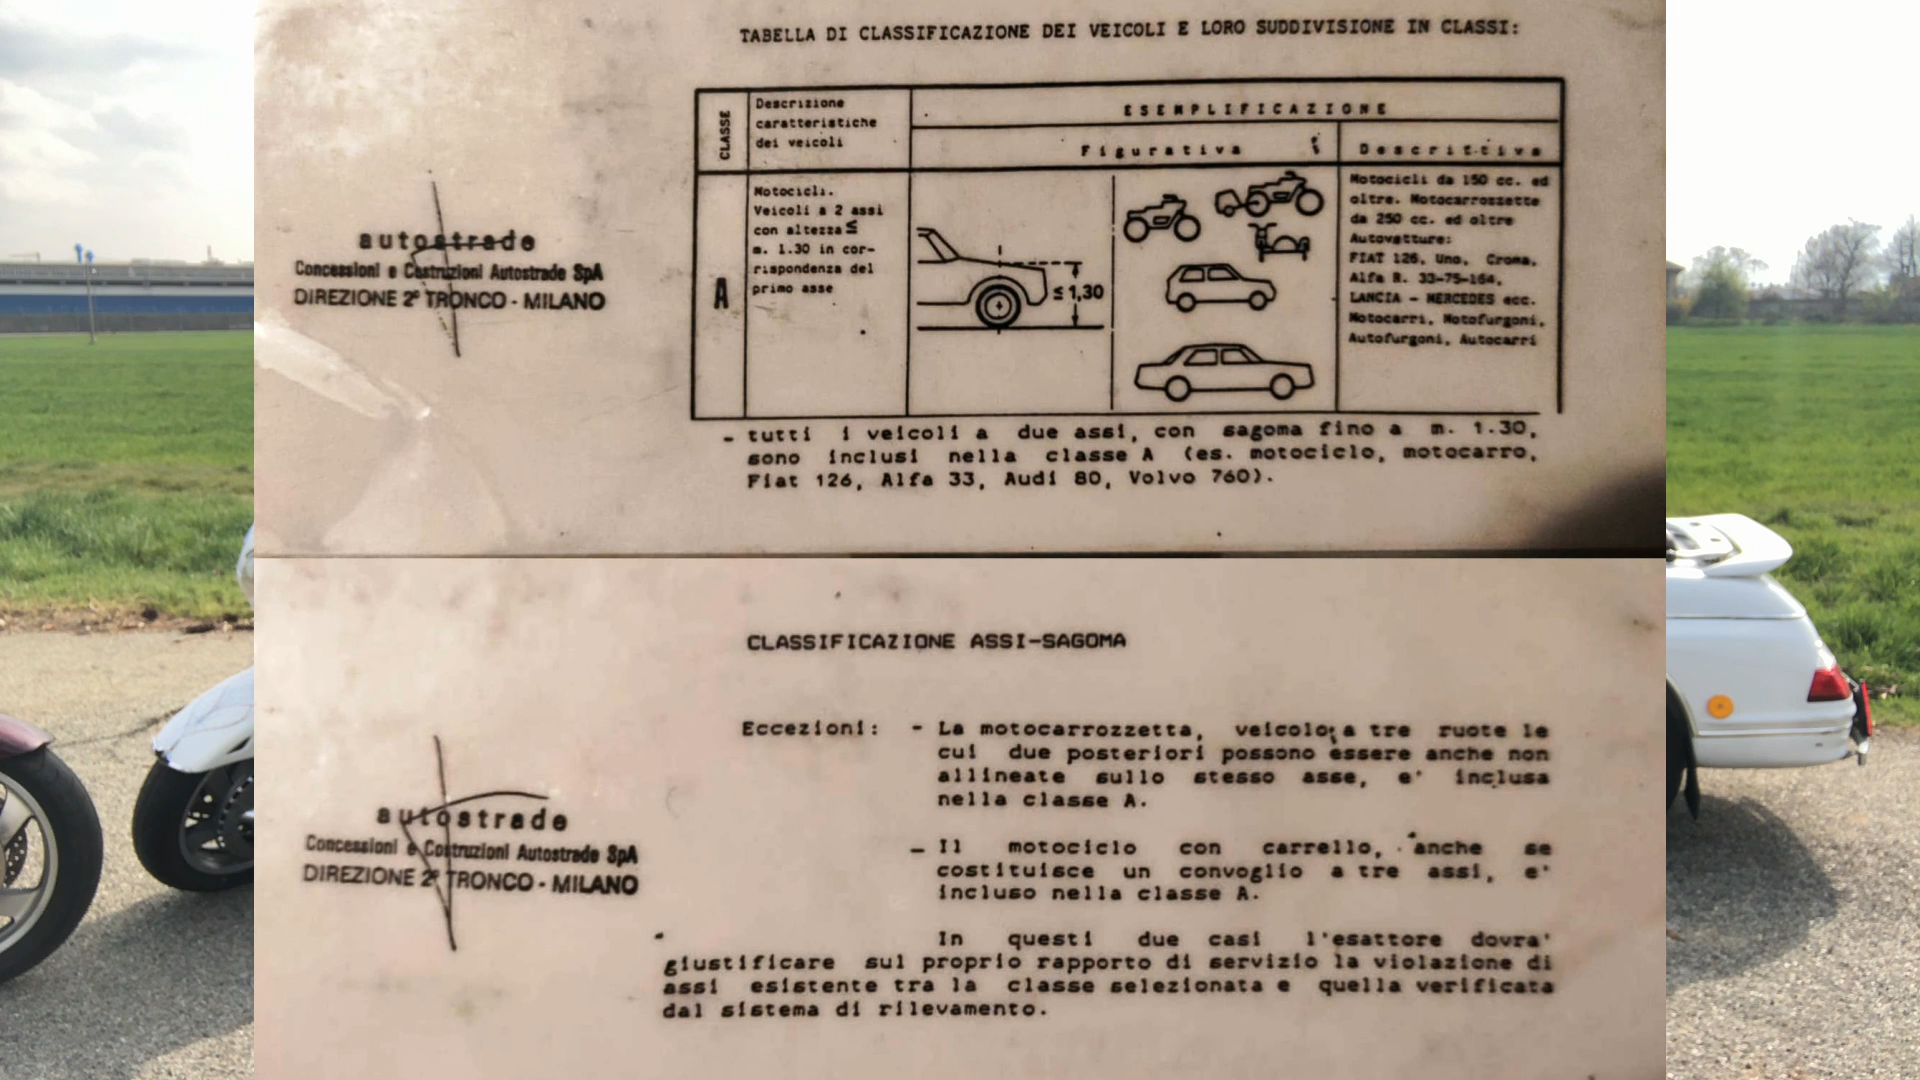 TABELLA DI CLASSIFICAZIONE DEI VEICOLI E LORO SUDDIVISIONE IN CLASSI:
CLASSE
Descrizione
caratteristiche
dei veicoli
ESEMPLIFICAZIONE
Figurativa
Descrittiva
A
Motocicli.
Veicoli a 2 assi
con altezza ≤
m. 1.30 in cor-
rispondenza del
primo asse
≤ 1,30
Motocicli da 150 cc. ed
oltre. Motocarrozzette
da 250 cc. ed oltre
Autovetture:
FIAT 126, Uno, Croma,
Alfa R. 33-75-164,
LANCIA - MERCEDES ecc.
Motocarri, Motofurgoni,
Autofurgoni, Autocarri
- tutti i veicoli a due assi, con sagoma fino a m. 1.30,
sono inclusi nella classe A (es. motociclo, motocarro,
Fiat 126, Alfa 33, Audi 80, Volvo 760).
autostrade
Concessioni e Costruzioni Autostrade SpA
DIREZIONE 2° TRONCO - MILANO
CLASSIFICAZIONE ASSI-SAGOMA
Eccezioni: - La motocarrozzetta, veicolo a tre ruote le
cui due posteriori possono essere anche non
allineate sullo stesso asse, e' inclusa
nella classe A.
- Il motociclo con carrello, anche se
costituisce un convoglio a tre assi, e'
incluso nella classe A.
In questi due casi l'esattore dovra'
giustificare sul proprio rapporto di servizio la violazione di
assi esistente tra la classe selezionata e quella verificata
dal sistema di rilevamento.
autostrade
Concessioni e Costruzioni Autostrade SpA
DIREZIONE 2° TRONCO - MILANO